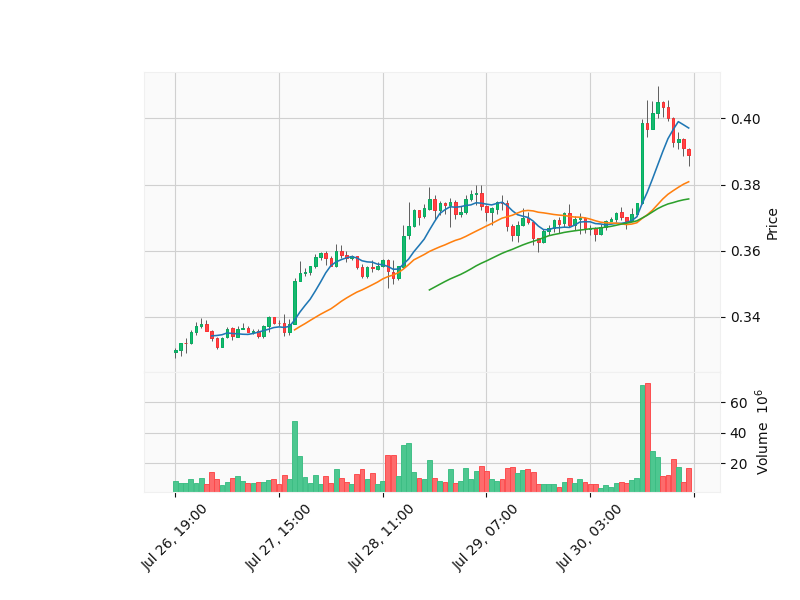 0.40
0.38
0.36
0.34
Price
60
40
20
Volume 10^6
Jul 26, 19:00
Jul 27, 15:00
Jul 28, 11:00
Jul 29, 07:00
Jul 30, 03:00